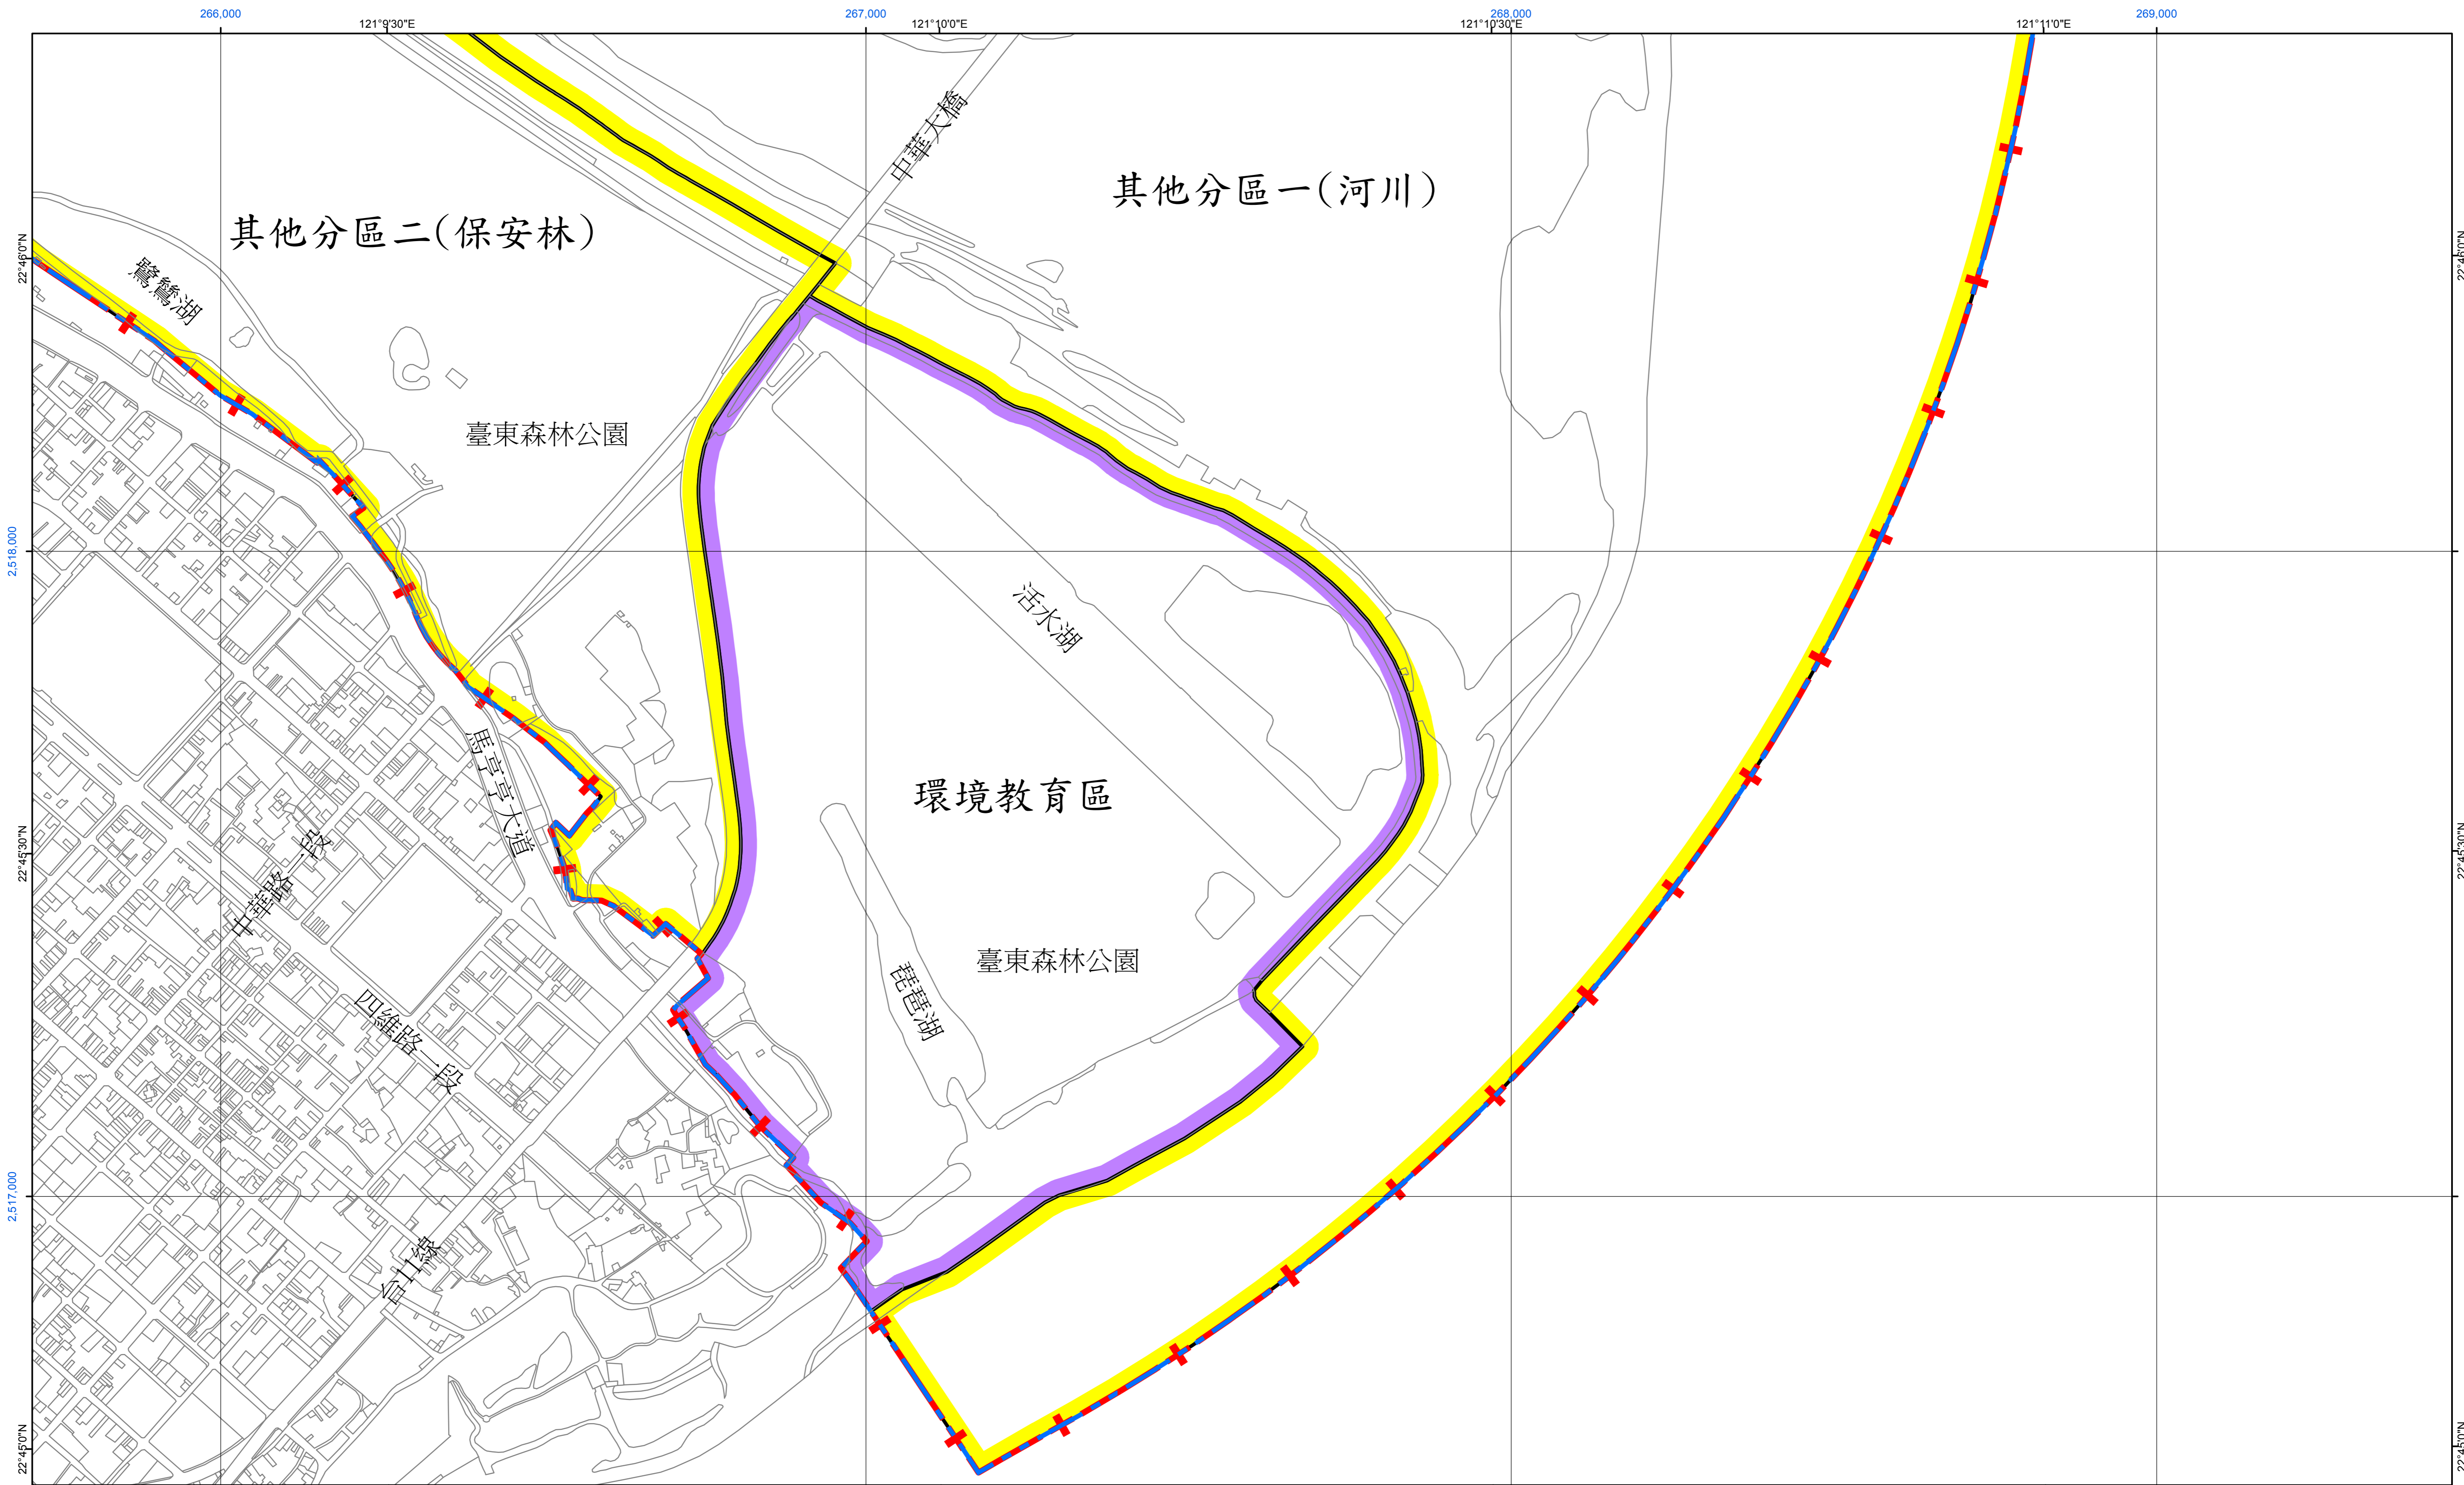 266,000
267,000
268,000
269,000
121°9'30"E
121°10'0"E
121°10'30"E
121°11'0"E
中華大橋
其他分區一(河川)
其他分區二(保安林)
22°46'0"N
22°46'0"N
鷺鷥湖
臺東森林公園
2,518,000
活水湖
馬亨亨大道
環境教育區
22°45'30"N
22°45'30"N
中華路一段
臺東森林公園
琵琶湖
四維路一段
2,517,000
台11線
22°45'0"N
22°45'0"N